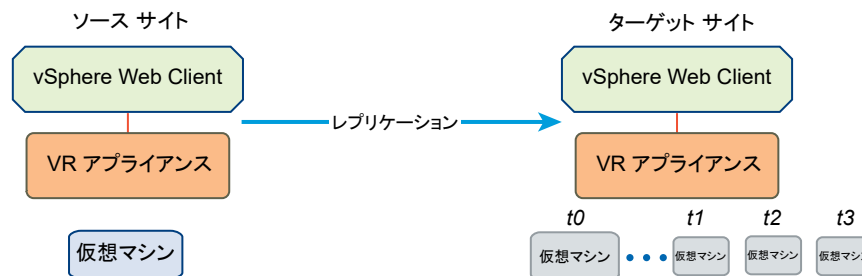 ソース サイト
ターゲット サイト
vSphere Web Client
vSphere Web Client
レプリケーション
VR アプライアンス
VR アプライアンス
t0
t1
t2
t3
仮想マシン
仮想マシン
仮想マシン
仮想マシン
仮想マシン